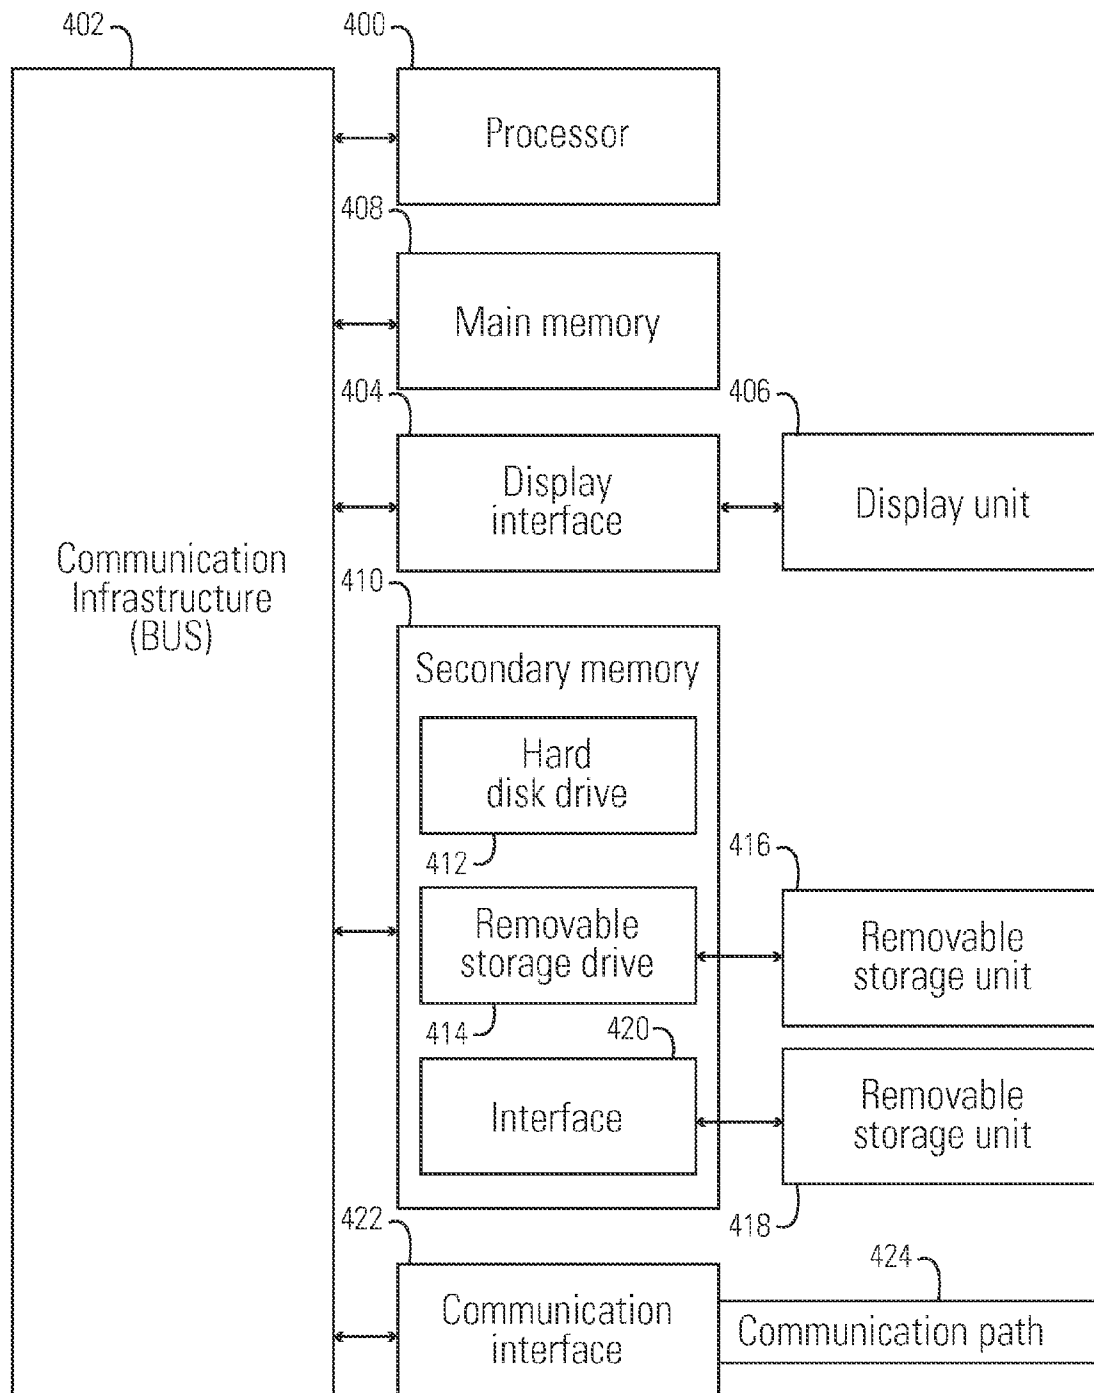 402
400
Processor
408
Main memory
404
406
Display
interface
Display unit
Communication
Infrastructure
(BUS)
410
Secondary memory
Hard
disk drive
412
416
Removable
storage drive
Removable
storage unit
414
420
Interface
Removable
storage unit
418
422
424
Communication
interface
Communication path